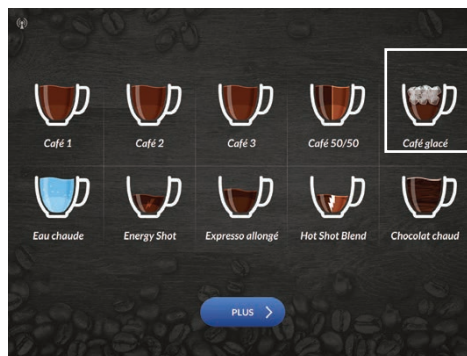 Café 1
Café 2
Café 3
Café 50/50
Café glacé
Eau chaude
Energy Shot
Expresso allongé
Hot Shot Blend
Chocolat chaud
PLUS